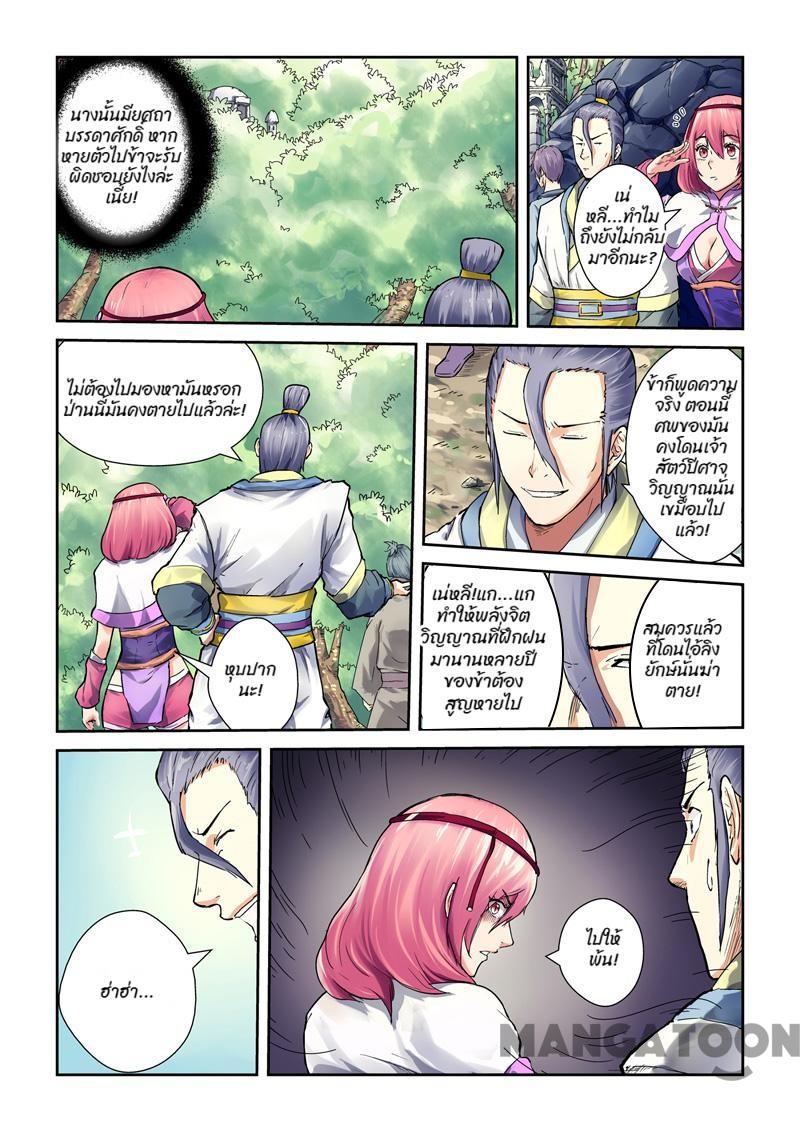 นางนั้นมียศถา
บรรดาศักดิ์ หาก
หายตัวไปข้าจะรับ
ผิดชอบยังไงล่ะ
เนี่ย!
เน่
หลี...ทำไม
ถึงยังไม่กลับ
มาอีกนะ?
ไม่ต้องไปมองหามันหรอก
ป่านนี้มันคงตายไปแล้วล่ะ!
หุบปาก
นะ!
ข้าก็พูดความ
จริง ตอนนี้
ศพของมัน
คงโดนเจ้า
สัตว์ปีศาจ
วิญญาณนั่น
เขมือบไป
แล้ว!
เน่หลี!แก...แก
ทำให้พลังจิต
วิญญาณที่ฝึกฝน
มานานหลายปี
ของข้าต้อง
สูญหายไป
สมควรแล้ว
ที่โดนไอ้ลิง
ยักษ์นั่นฆ่า
ตาย!
ฮ่าฮ่า...
ไปให้
พ้น!
MANGATOON